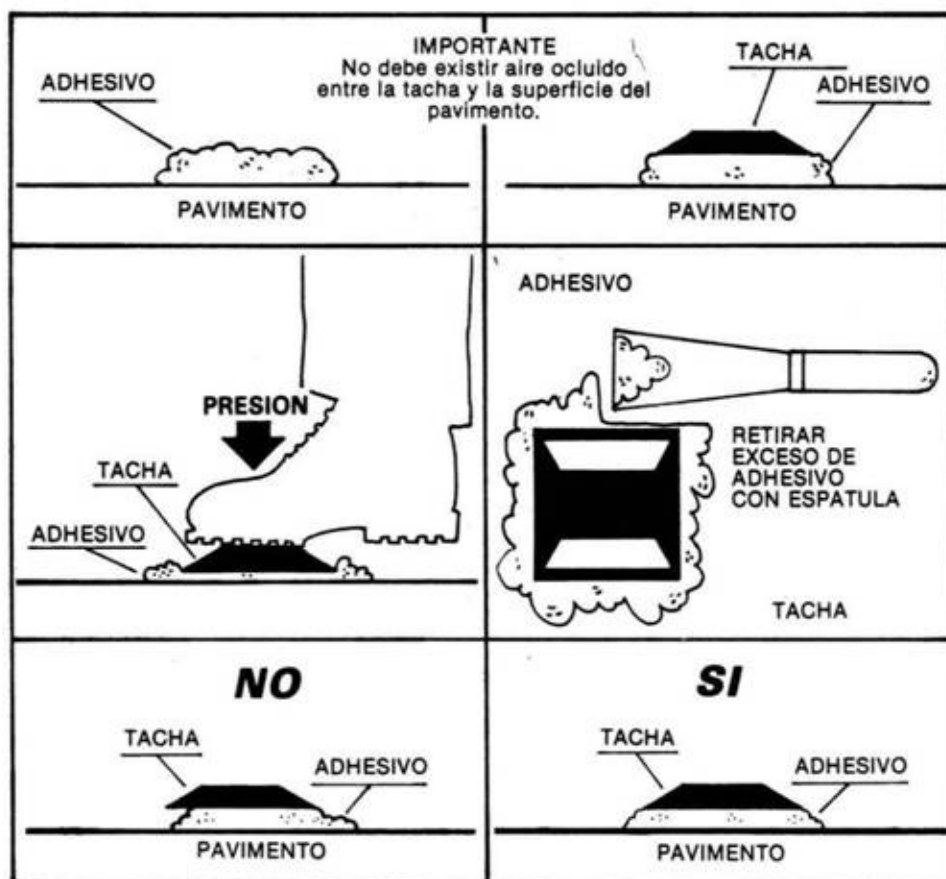 IMPORTANTE
No debe existir aire ocluido
entre la tacha y la superficie del
pavimento.
ADHESIVO
PAVIMENTO
TACHA
ADHESIVO
PAVIMENTO
PRESION
TACHA
ADHESIVO
ADHESIVO
RETIRAR
EXCESO DE
ADHESIVO
CON ESPATULA
TACHA
NO
TACHA
ADHESIVO
PAVIMENTO
SI
TACHA
ADHESIVO
PAVIMENTO